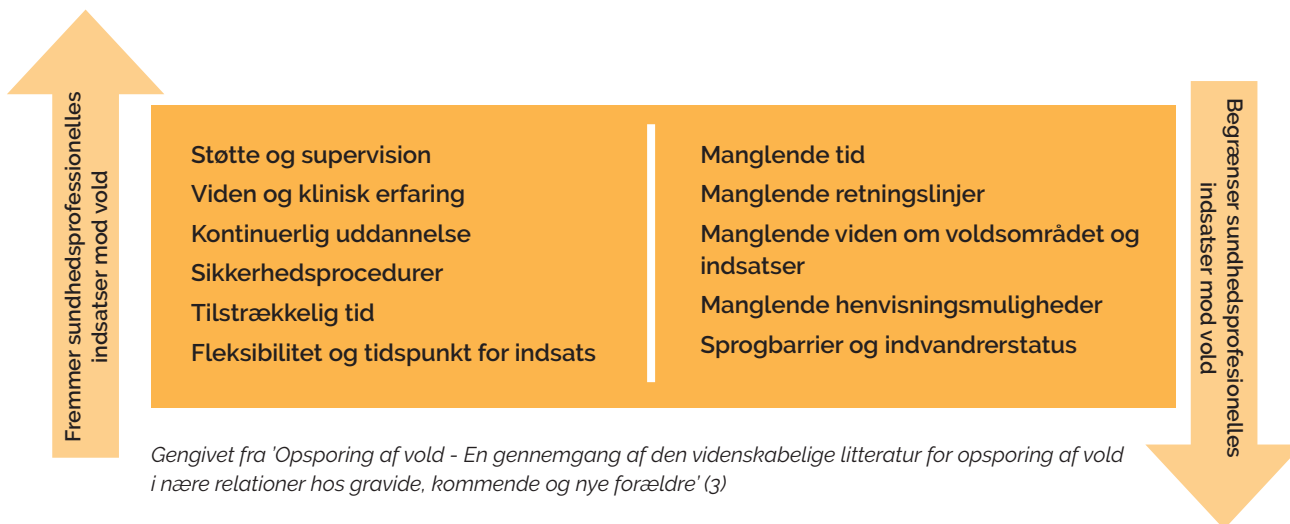 Fremmer sundhedsprofessionelles
indsatser mod vold
Støtte og supervision
Viden og klinisk erfaring
Kontinuerlig uddannelse
Sikkerhedsprocedurer
Tilstrækkelig tid
Fleksibilitet og tidspunkt for indsats
Manglende tid
Manglende retningslinjer
Manglende viden om voldsområdet og
indsatser
Manglende henvisningsmuligheder
Sprogbarrier og indvandrerstatus
Begrænser sundhedsprofesionelles
indsatser mod vold
Gengivet fra 'Opsporing af vold - En gennemgang af den videnskabelige litteratur for opsporing af vold
i nære relationer hos gravide, kommende og nye forældre' (3)